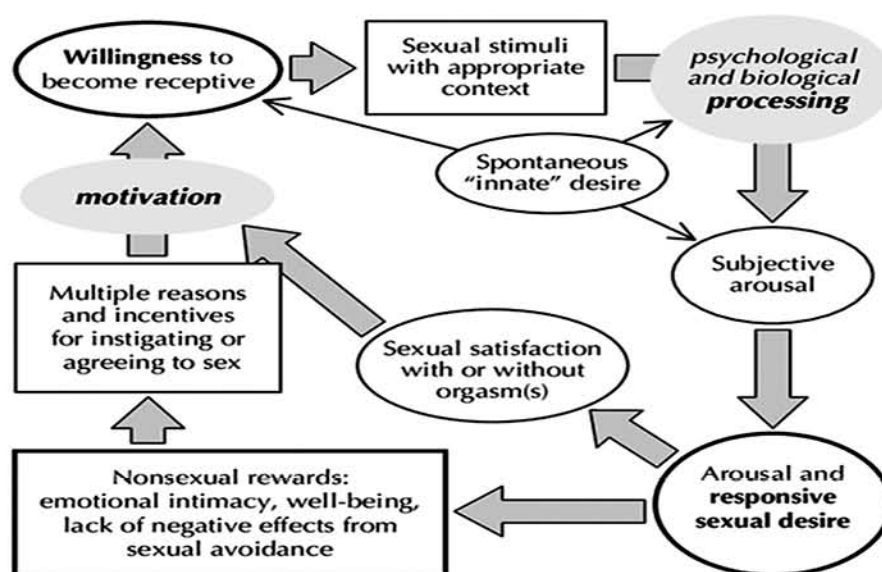 Willingness to
become receptive
Sexual stimuli
with appropriate
context
psychological
and biological
processing
Spontaneous
“innate” desire
motivation
Subjective
arousal
Multiple reasons
and incentives
for instigating or
agreeing to sex
Sexual satisfaction
with or without
orgasm(s)
Nonsexual rewards:
emotional intimacy, well-being,
lack of negative effects from
sexual avoidance
Arousal and
responsive
sexual desire